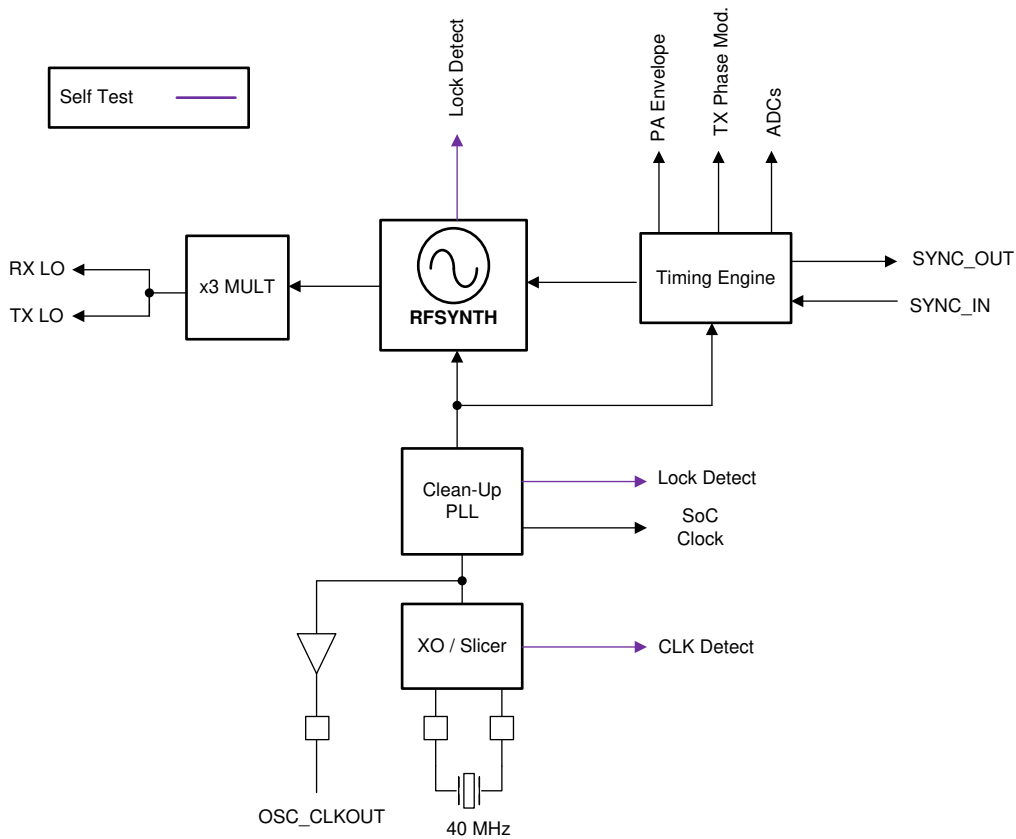 Self Test
Lock Detect
PA Envelope
TX Phase Mod.
ADCs
RX LO
TX LO
x3 MULT
RFSYNTH
Timing Engine
SYNC_OUT
SYNC_IN
Clean-Up
PLL
Lock Detect
SoC
Clock
XO / Slicer
CLK Detect
OSC_CLKOUT
40 MHz